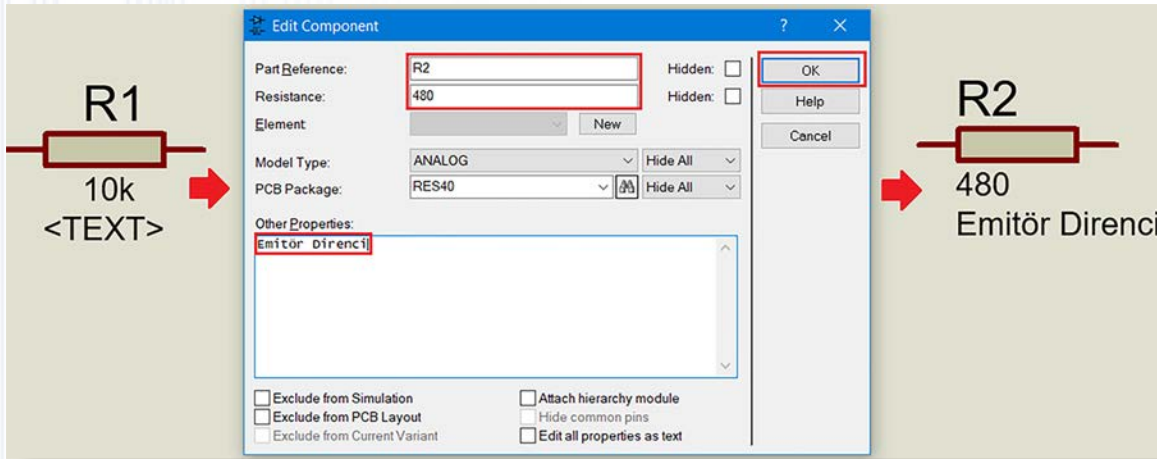 R1
10k
<TEXT>
Edit Component
? ×
Part Reference: R2 Hidden: OK
Resistance: 480 Hidden: Help
Element: New Cancel
Model Type: ANALOG Hide All
PCB Package: RES40 Hide All
Other Properties:
Emitör Direnci
Exclude from Simulation Attach hierarchy module
Exclude from PCB Layout Hide common pins
Exclude from Current Variant Edit all properties as text
R2
480
Emitör Direnci